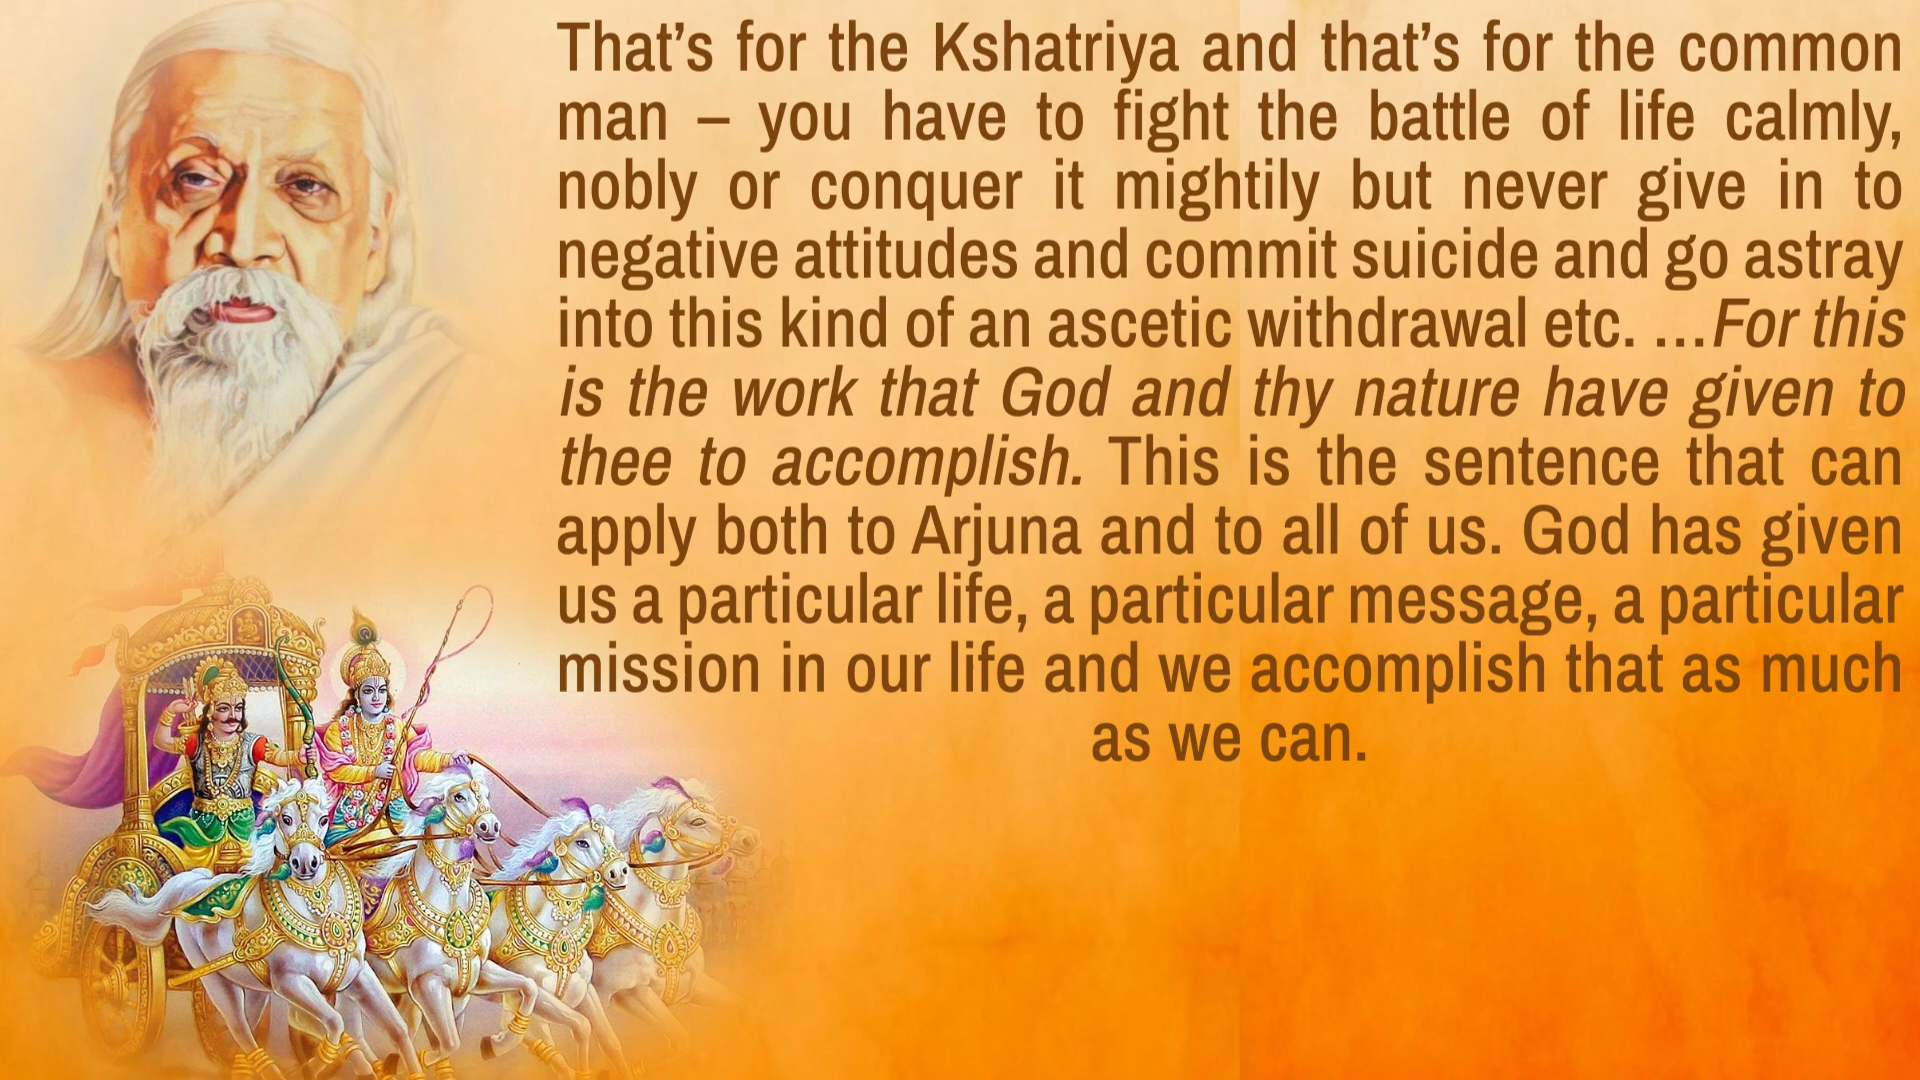 That’s for the Kshatriya and that’s for the common
man – you have to fight the battle of life calmly,
nobly or conquer it mightily but never give in to
negative attitudes and commit suicide and go astray
into this kind of an ascetic withdrawal etc. …For this
is the work that God and thy nature have given to
thee to accomplish. This is the sentence that can
apply both to Arjuna and to all of us. God has given
us a particular life, a particular message, a particular
mission in our life and we accomplish that as much
as we can.